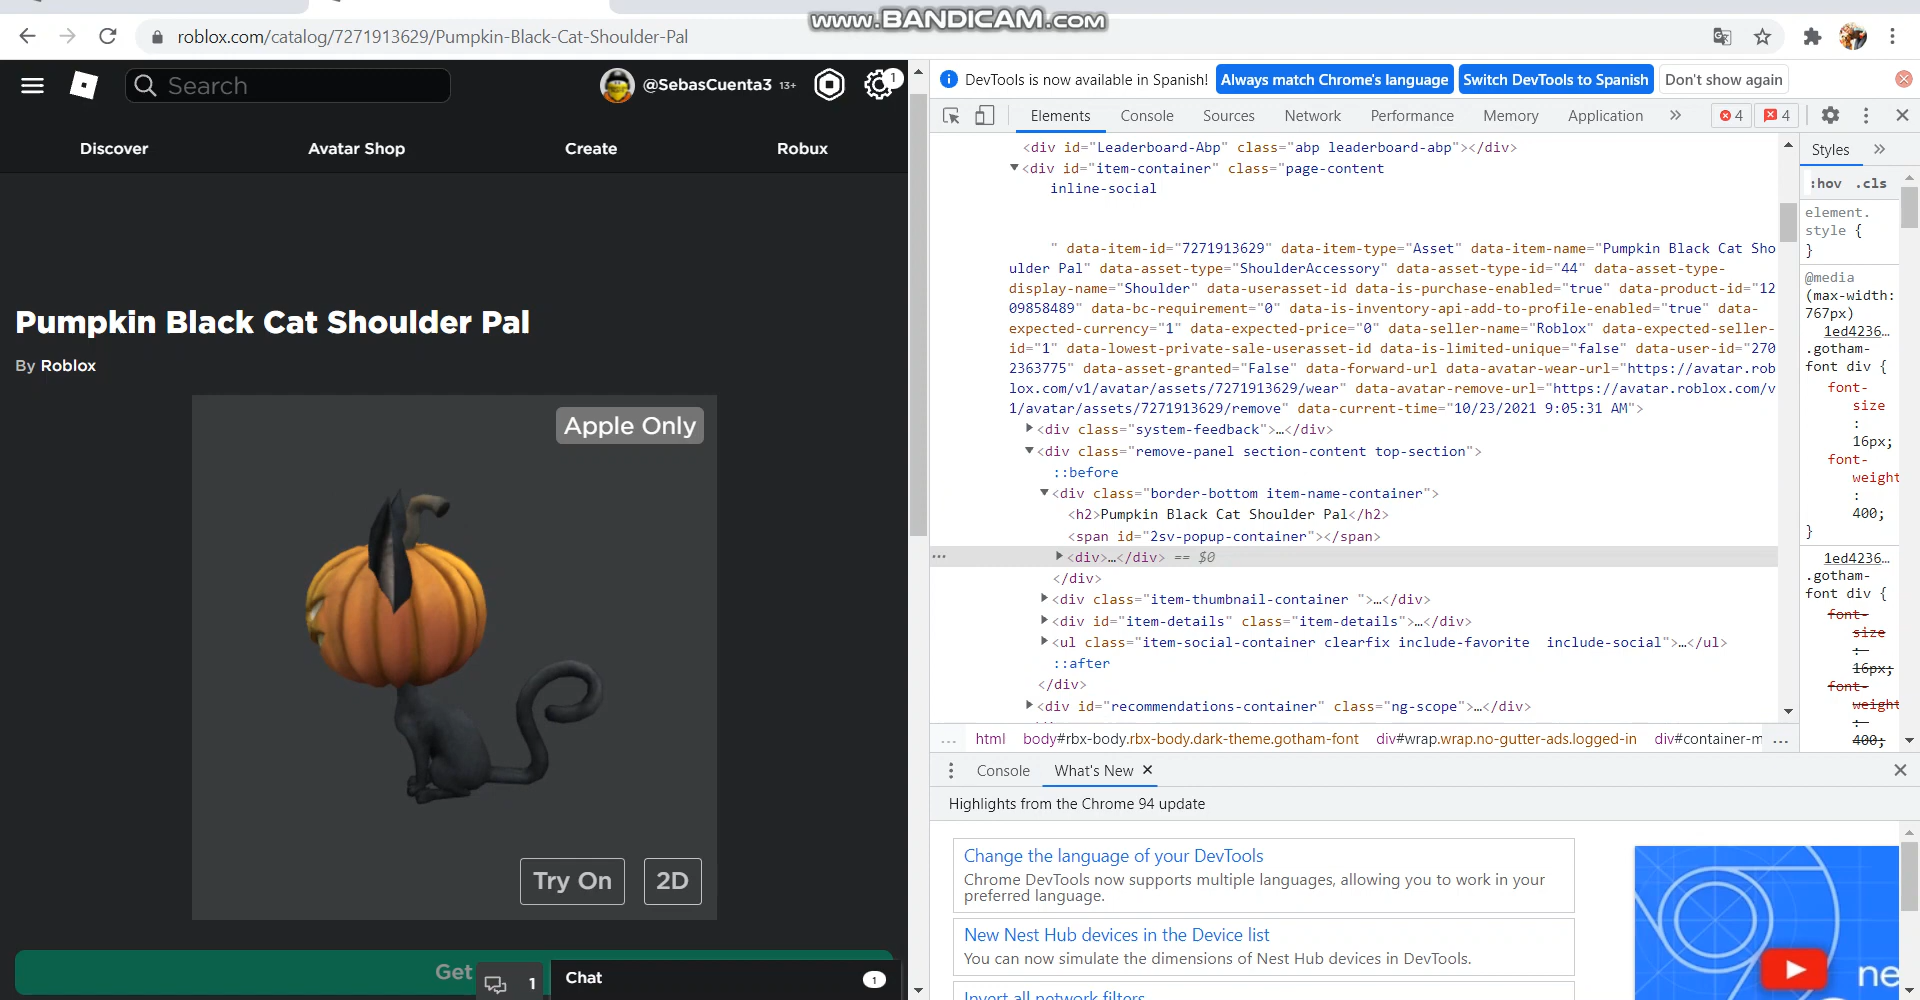 www.BANDICAM.com
roblox.com/catalog/7271913629/Pumpkin-Black-Cat-Shoulder-Pal
Search
@SebasCuenta3 13+
1
Discover
Avatar Shop
Create
Robux
Pumpkin Black Cat Shoulder Pal
By Roblox
Apple Only
Try On
2D
Get
1
Chat
1
DevTools is now available in Spanish!
Always match Chrome's language
Switch DevTools to Spanish
Don't show again
Elements
Console
Sources
Network
Performance
Memory
Application
»
4
4
<div id="Leaderboard-Abp" class="abp leaderboard-abp"></div>
<div id="item-container" class="page-content
inline-social
" data-item-id="7271913629" data-item-type="Asset" data-item-name="Pumpkin Black Cat Sho
ulder Pal" data-asset-type="ShoulderAccessory" data-asset-type-id="44" data-asset-type-
display-name="Shoulder" data-userasset-id data-is-purchase-enabled="true" data-product-id="12
09858489" data-bc-requirement="0" data-is-inventory-api-add-to-profile-enabled="true" data-
expected-currency="1" data-expected-price="0" data-seller-name="Roblox" data-expected-seller-
id="1" data-lowest-private-sale-userasset-id data-is-limited-unique="false" data-user-id="270
2363775" data-asset-granted="False" data-forward-url data-avatar-wear-url="https://avatar.rob
lox.com/v1/avatar/assets/7271913629/wear" data-avatar-remove-url="https://avatar.roblox.com/v
1/avatar/assets/7271913629/remove" data-current-time="10/23/2021 9:05:31 AM">
<div class="system-feedback">…</div>
<div class="remove-panel section-content top-section">
::before
<div class="border-bottom item-name-container">
<h2>Pumpkin Black Cat Shoulder Pal</h2>
<span id="2sv-popup-container"></span>
<div>…</div> == $0
</div>
<div class="item-thumbnail-container ">…</div>
<div id="item-details" class="item-details">…</div>
<ul class="item-social-container clearfix include-favorite  include-social">…</ul>
::after
</div>
<div id="recommendations-container" class="ng-scope">…</div>
... html body#rbx-body.rbx-body.dark-theme.gotham-font div#wrap.wrap.no-gutter-ads.logged-in div#container-m ...
Styles
»
:hov .cls
element.
style {
}
@media
(max-width:
767px)
1ed4236…
.gotham-
font div {
font-
size
:
16px;
font-
weight
:
400;
}
1ed4236…
.gotham-
font div {
font-
size
:
16px;
font-
weight
:
400;
Console
What's New
Highlights from the Chrome 94 update
Change the language of your DevTools
Chrome DevTools now supports multiple languages, allowing you to work in your
preferred language.
New Nest Hub devices in the Device list
You can now simulate the dimensions of Nest Hub devices in DevTools.
Invert all network filters
ne